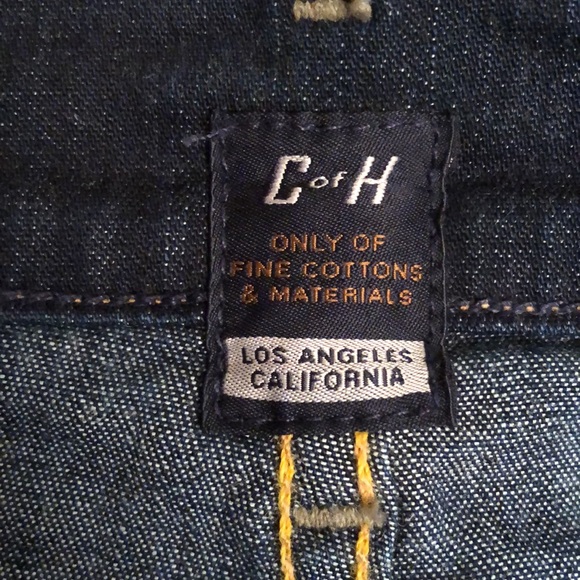 C of H
ONLY OF
FINE COTTONS
& MATERIALS
LOS ANGELES
CALIFORNIA